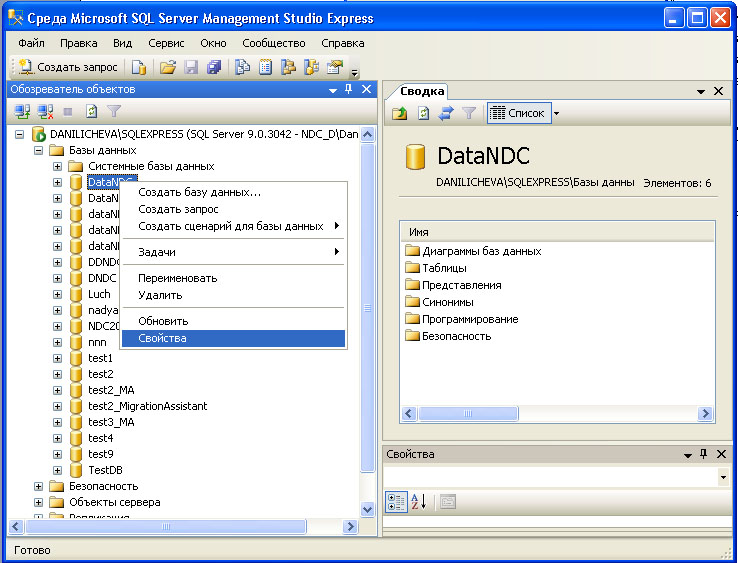 Среда Microsoft SQL Server Management Studio Express
Файл Правка Вид Сервис Окно Сообщество Справка
Создать запрос
Обозреватель объектов
DANILICHEVA\SQLEXPRESS (SQL Server 9.0.3042 - NDC_D\Dan
Базы данных
Системные базы данных
DataNDC
DataN
dataN
dataN
dataN
DDND
DNDC
Luch
nadya
NDC20
nnn
test1
test2
test2_MA
test2_MigrationAssistant
test3_MA
test4
test9
TestDB
Безопасность
Объекты сервера
Репликация
Создать базу данных...
Создать запрос
Создать сценарий для базы данных
Задачи
Переименовать
Удалить
Обновить
Свойства
Сводка
Список
DataNDC
DANILICHEVA\SQLEXPRESS\Базы данны Элементов: 6
Имя
Диаграммы баз данных
Таблицы
Представления
Синонимы
Программирование
Безопасность
Свойства
Готово